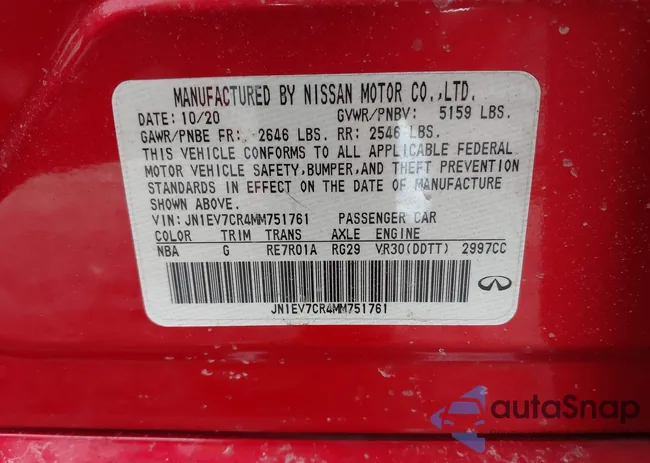 MANUFACTURED BY NISSAN MOTOR CO.,LTD.
DATE: 10/20 GVWR/PNBV: 5159 LBS.
GAWR/PNBE FR: 2646 LBS. RR: 2546 LBS.
THIS VEHICLE CONFORMS TO ALL APPLICABLE FEDERAL
MOTOR VEHICLE SAFETY,BUMPER,AND THEFT PREVENTION
STANDARDS IN EFFECT ON THE DATE OF MANUFACTURE
SHOWN ABOVE.
VIN: JN1EV7CR4MM751761 PASSENGER CAR
COLOR TRIM TRANS AXLE ENGINE
NBA G RE7R01A RG29 VR30(DDTT) 2997CC
JN1EV7CR4MM751761
autoSnap